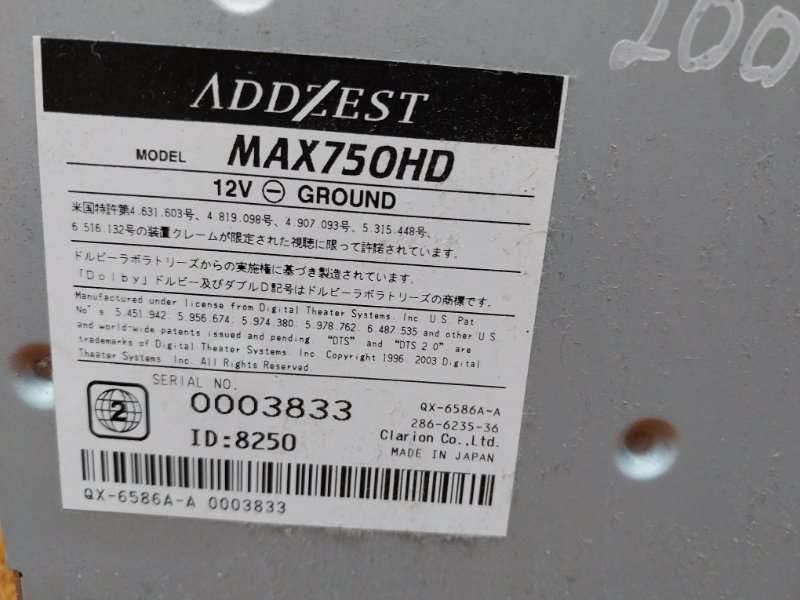 200
ADDZEST
MODEL MAX750HD
12V ⊖ GROUND
米国特許第4.631.603号、4.819.098号、4.907.093号、5.315.448号、
6.516.132号の装置クレームが限定された視聴に限って許諾されています。
ドルビーラボラトリーズからの実施権に基づき製造されています。
「Dolby」ドルビー及びダブルD記号はドルビーラボラトリーズの商標です。
Manufactured under license from Digital Theater Systems, Inc. U.S. Pat.
No's 5.451.942, 5.956.674, 5.974.380, 5.978.762, 6.487.535 and other U.S.
and world-wide patents issued and pending. "DTS" and "DTS 2.0" are
trademarks of Digital Theater Systems, Inc. Copyright 1996, 2003 Digital
Theater Systems, Inc. All Rights Reserved.
SERIAL NO.
2
0003833
QX-6586A-A
286-6235-36
ID:8250
Clarion Co.,Ltd.
MADE IN JAPAN
QX-6586A-A 0003833